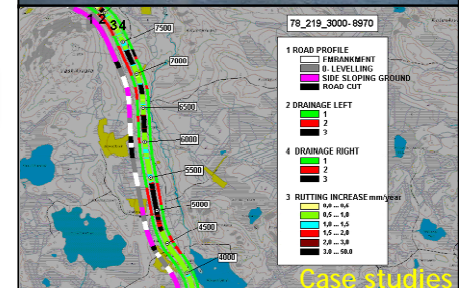 78_219_3000-8970
1 2 3 4
7500
7000
6500
6000
5500
5000
4500
4000
1 ROAD PROFILE
EMBANKMENT
0- LEVELLING
SIDE SLOPING GROUND
ROAD CUT
2 DRAINAGE LEFT
1
2
3
4 DRAINAGE RIGHT
1
2
3
3 RUTTING INCREASE mm/year
0,0 ... 0,5
0,5 ... 1,0
1,0 ... 1,5
1,5 ... 2,0
2,0 ... 3,0
3,0 ... 50,0
Case studies